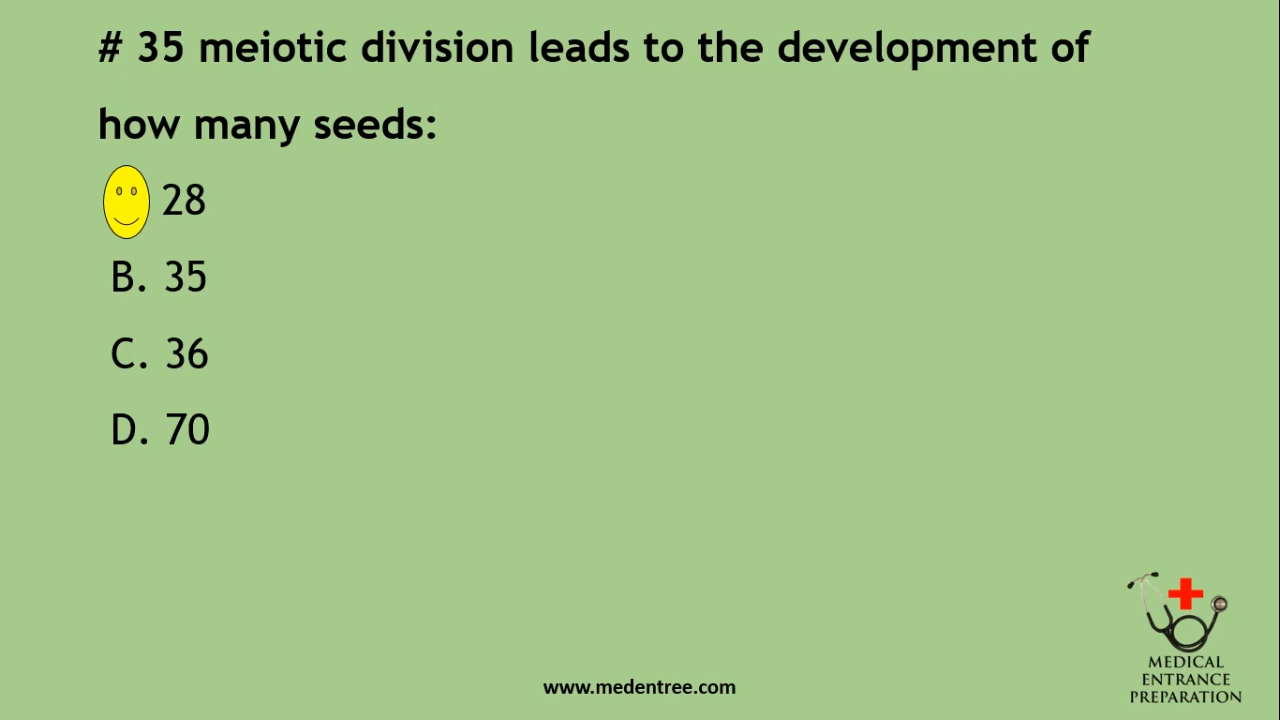 # 35 meiotic division leads to the development of
how many seeds:
28
B. 35
C. 36
D. 70
www.medentree.com
MEDICAL
ENTRANCE
PREPARATION